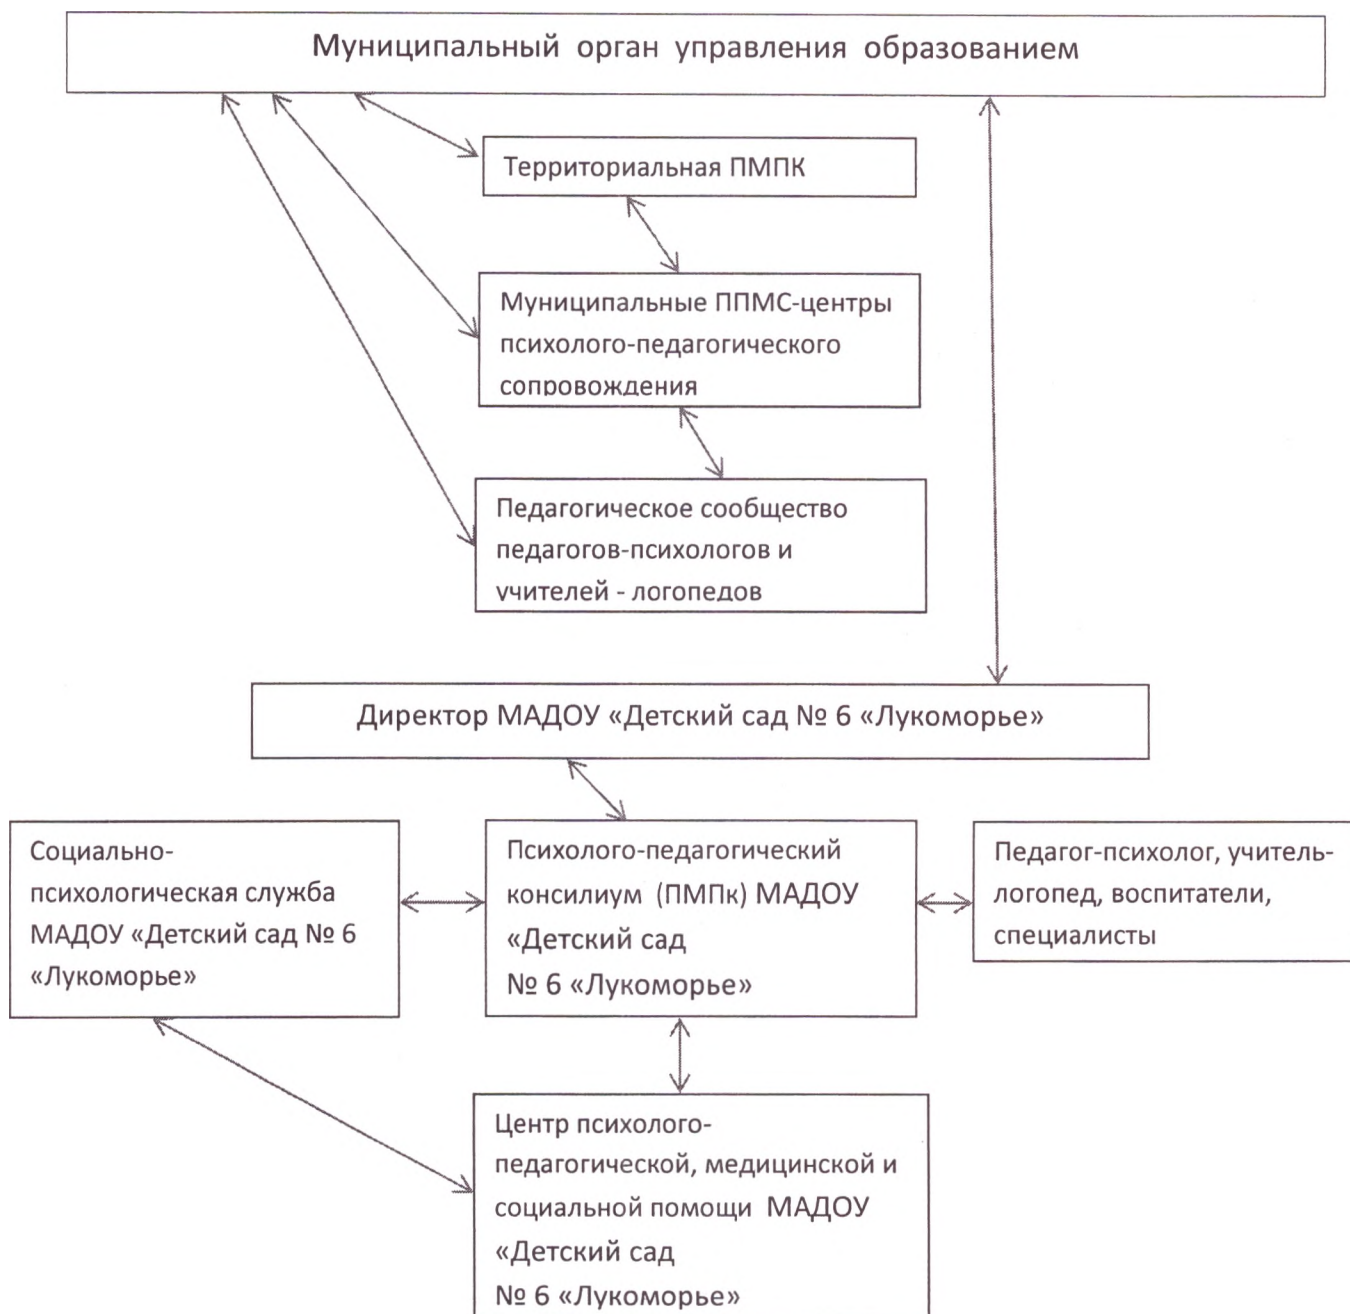 Муниципальный орган управления образованием
Территориальная ПМПК
Муниципальные ППМС-центры
психолого-педагогического
сопровождения
Педагогическое сообщество
педагогов-психологов и
учителей - логопедов
Директор МАДОУ «Детский сад № 6 «Лукоморье»
Социально-
психологическая служба
МАДОУ «Детский сад № 6
«Лукоморье»
Психолого-педагогический
консилиум (ПМПк) МАДОУ
«Детский сад
№ 6 «Лукоморье»
Педагог-психолог, учитель-
логопед, воспитатели,
специалисты
Центр психолого-
педагогической, медицинской и
социальной помощи МАДОУ
«Детский сад
№ 6 «Лукоморье»